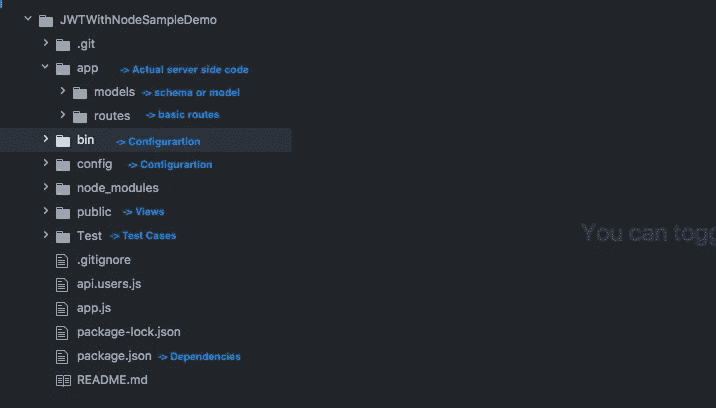 JWTWithNodeSampleDemo
.git
app -> Actual server side code
models -> schema or model
routes -> basic routes
bin -> Configurartion
config -> Configurartion
node_modules
public -> Views
Test -> Test Cases
You can togg
.gitignore
api.users.js
app.js
package-lock.json
package.json -> Dependencies
README.md